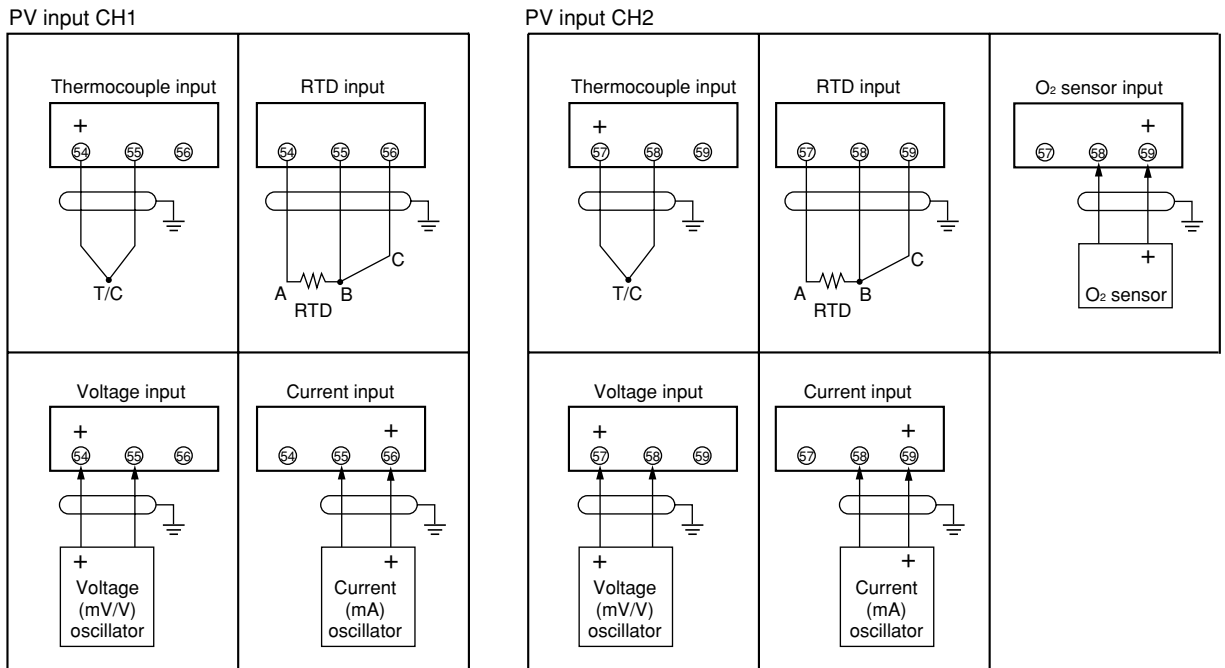 PV input CH1
Thermocouple input
+
54 55 56
T/C
RTD input
54 55 56
A B C
RTD
Voltage input
+
54 55 56
+
Voltage
(mV/V)
oscillator
Current input
+
54 55 56
+
Current
(mA)
oscillator
PV input CH2
Thermocouple input
+
57 58 59
T/C
RTD input
57 58 59
A B C
RTD
O₂ sensor input
+
57 58 59
+
O₂ sensor
Voltage input
+
57 58 59
+
Voltage
(mV/V)
oscillator
Current input
+
57 58 59
+
Current
(mA)
oscillator